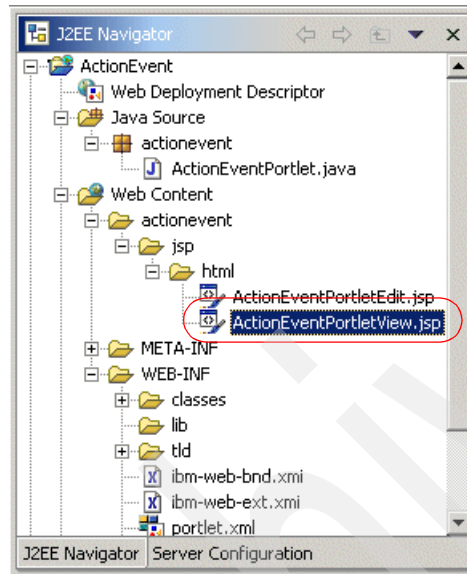 J2EE Navigator
ActionEvent
Web Deployment Descriptor
Java Source
actionevent
J ActionEventPortlet.java
Web Content
actionevent
jsp
html
ActionEventPortletEdit.jsp
ActionEventPortletView.jsp
META-INF
WEB-INF
classes
lib
tld
X ibm-web-bnd.xmi
X ibm-web-ext.xmi
portlet.xml
J2EE Navigator Server Configuration